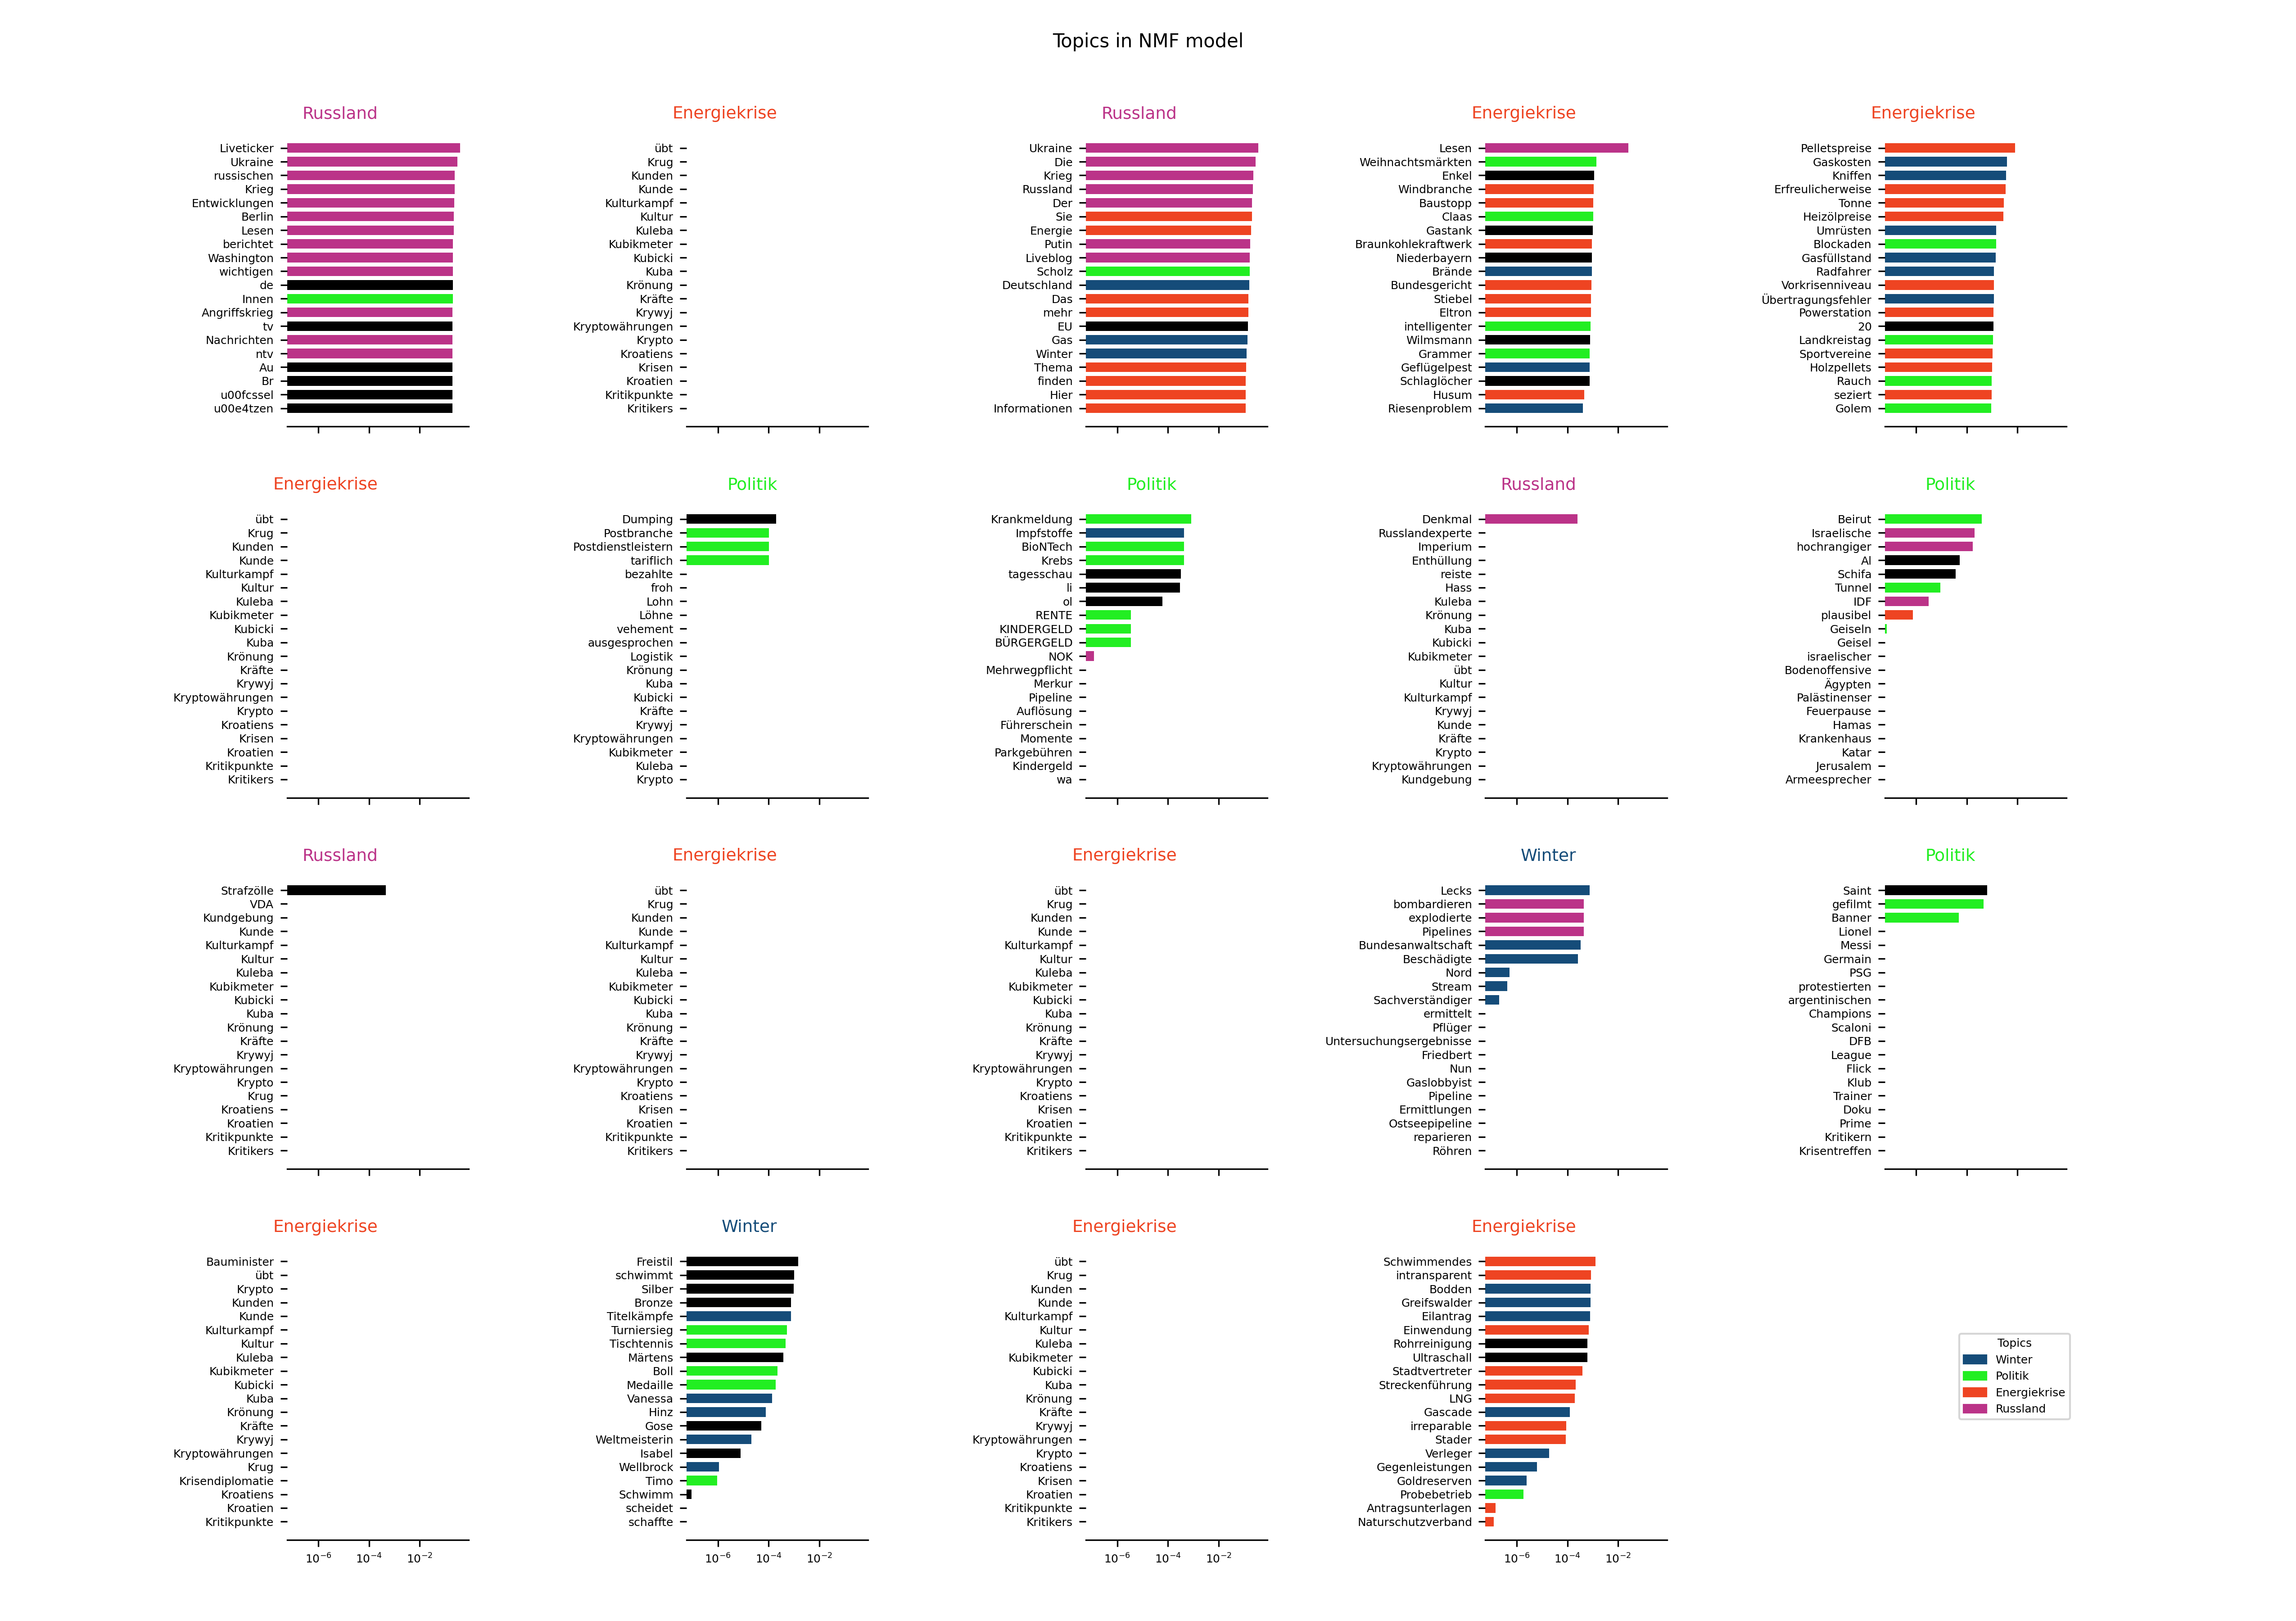 Topics in NMF model
Russland
Liveticker
Ukraine
russischen
Krieg
Entwicklungen
Berlin
Lesen
berichtet
Washington
wichtigen
de
Innen
Angriffskrieg
tv
Nachrichten
ntv
Au
Br
u00fcssel
u00e4tzen
Energiekrise
übt
Krug
Kunden
Kunde
Kulturkampf
Kultur
Kuleba
Kubikmeter
Kubicki
Kuba
Krönung
Kräfte
Krywyj
Kryptowährungen
Krypto
Kroatiens
Krisen
Kroatien
Kritikpunkte
Kritikers
Russland
Ukraine
Die
Krieg
Russland
Der
Sie
Energie
Putin
Liveblog
Scholz
Deutschland
Das
mehr
EU
Gas
Winter
Thema
finden
Hier
Informationen
Energiekrise
Lesen
Weihnachtsmärkten
Enkel
Windbranche
Baustopp
Claas
Gastank
Braunkohlekraftwerk
Niederbayern
Brände
Bundesgericht
Stiebel
Eltron
intelligenter
Wilmsmann
Grammer
Geflügelpest
Schlaglöcher
Husum
Riesenproblem
Energiekrise
Pelletspreise
Gaskosten
Kniffen
Erfreulicherweise
Tonne
Heizölpreise
Umrüsten
Blockaden
Gasfüllstand
Radfahrer
Vorkrisenniveau
Übertragungsfehler
Powerstation
20
Landkreistag
Sportvereine
Holzpellets
Rauch
seziert
Golem
Energiekrise
übt
Krug
Kunden
Kunde
Kulturkampf
Kultur
Kuleba
Kubikmeter
Kubicki
Kuba
Krönung
Kräfte
Krywyj
Kryptowährungen
Krypto
Kroatiens
Krisen
Kroatien
Kritikpunkte
Kritikers
Politik
Dumping
Postbranche
Postdienstleistern
tariflich
bezahlte
froh
Lohn
Löhne
vehement
ausgesprochen
Logistik
Krönung
Kuba
Kubicki
Kräfte
Krywyj
Kryptowährungen
Kubikmeter
Kuleba
Krypto
Politik
Krankmeldung
Impfstoffe
BioNTech
Krebs
tagesschau
li
ol
RENTE
KINDERGELD
BÜRGERGELD
NOK
Mehrwegpflicht
Merkur
Pipeline
Auflösung
Führerschein
Momente
Parkgebühren
Kindergeld
wa
Russland
Denkmal
Russlandexperte
Imperium
Enthüllung
reiste
Hass
Kuleba
Krönung
Kuba
Kubicki
Kubikmeter
übt
Kultur
Kulturkampf
Krywyj
Kunde
Kräfte
Krypto
Kryptowährungen
Kundgebung
Politik
Beirut
Israelische
hochrangiger
Al
Schifa
Tunnel
IDF
plausibel
Geiseln
Geisel
israelischer
Bodenoffensive
Ägypten
Palästinenser
Feuerpause
Hamas
Krankenhaus
Katar
Jerusalem
Armeesprecher
Russland
Strafzölle
VDA
Kundgebung
Kunde
Kulturkampf
Kultur
Kuleba
Kubikmeter
Kubicki
Kuba
Krönung
Kräfte
Krywyj
Kryptowährungen
Krypto
Krug
Kroatiens
Kroatien
Kritikpunkte
Kritikers
Energiekrise
übt
Krug
Kunden
Kunde
Kulturkampf
Kultur
Kuleba
Kubikmeter
Kubicki
Kuba
Krönung
Kräfte
Krywyj
Kryptowährungen
Krypto
Kroatiens
Krisen
Kroatien
Kritikpunkte
Kritikers
Energiekrise
übt
Krug
Kunden
Kunde
Kulturkampf
Kultur
Kuleba
Kubikmeter
Kubicki
Kuba
Krönung
Kräfte
Krywyj
Kryptowährungen
Krypto
Kroatiens
Krisen
Kroatien
Kritikpunkte
Kritikers
Winter
Lecks
bombardieren
explodierte
Pipelines
Bundesanwaltschaft
Beschädigte
Nord
Stream
Sachverständiger
ermittelt
Pflüger
Untersuchungsergebnisse
Friedbert
Nun
Gaslobbyist
Pipeline
Ermittlungen
Ostseepipeline
reparieren
Röhren
Politik
Saint
gefilmt
Banner
Lionel
Messi
Germain
PSG
protestierten
argentinischen
Champions
Scaloni
DFB
League
Flick
Klub
Trainer
Doku
Prime
Kritikern
Krisentreffen
Energiekrise
Bauminister
übt
Krypto
Kunden
Kunde
Kulturkampf
Kultur
Kuleba
Kubikmeter
Kubicki
Kuba
Krönung
Kräfte
Krywyj
Kryptowährungen
Krug
Krisendiplomatie
Kroatiens
Kroatien
Kritikpunkte
10⁻⁶ 10⁻⁴ 10⁻²
Winter
Freistil
schwimmt
Silber
Bronze
Titelkämpfe
Turniersieg
Tischtennis
Märtens
Boll
Medaille
Vanessa
Hinz
Gose
Weltmeisterin
Isabel
Wellbrock
Timo
Schwimm
scheidet
schaffte
10⁻⁶ 10⁻⁴ 10⁻²
Energiekrise
übt
Krug
Kunden
Kunde
Kulturkampf
Kultur
Kuleba
Kubikmeter
Kubicki
Kuba
Krönung
Kräfte
Krywyj
Kryptowährungen
Krypto
Kroatiens
Krisen
Kroatien
Kritikpunkte
Kritikers
10⁻⁶ 10⁻⁴ 10⁻²
Energiekrise
Schwimmendes
intransparent
Bodden
Greifswalder
Eilantrag
Einwendung
Rohrreinigung
Ultraschall
Stadtvertreter
Streckenführung
LNG
Gascade
irreparable
Stader
Verleger
Gegenleistungen
Goldreserven
Probebetrieb
Antragsunterlagen
Naturschutzverband
10⁻⁶ 10⁻⁴ 10⁻²
Topics
Winter
Politik
Energiekrise
Russland